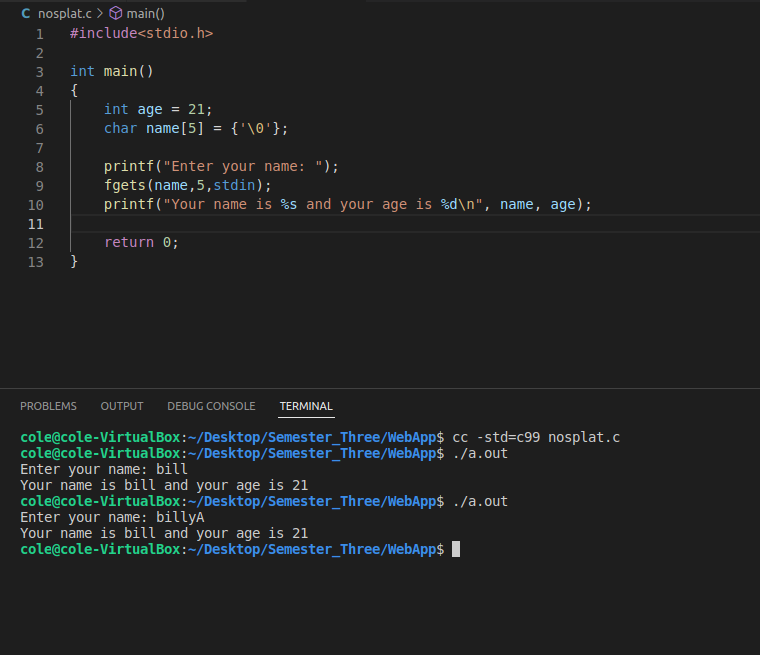 C nosplat.c > main()
1 #include<stdio.h>
2
3 int main()
4 {
5 int age = 21;
6 char name[5] = {'\0'};
7
8 printf("Enter your name: ");
9 fgets(name,5,stdin);
10 printf("Your name is %s and your age is %d\n", name, age);
11
12 return 0;
13 }
PROBLEMS OUTPUT DEBUG CONSOLE TERMINAL
cole@cole-VirtualBox:~/Desktop/Semester_Three/WebApp$ cc -std=c99 nosplat.c
cole@cole-VirtualBox:~/Desktop/Semester_Three/WebApp$ ./a.out
Enter your name: bill
Your name is bill and your age is 21
cole@cole-VirtualBox:~/Desktop/Semester_Three/WebApp$ ./a.out
Enter your name: billyA
Your name is bill and your age is 21
cole@cole-VirtualBox:~/Desktop/Semester_Three/WebApp$